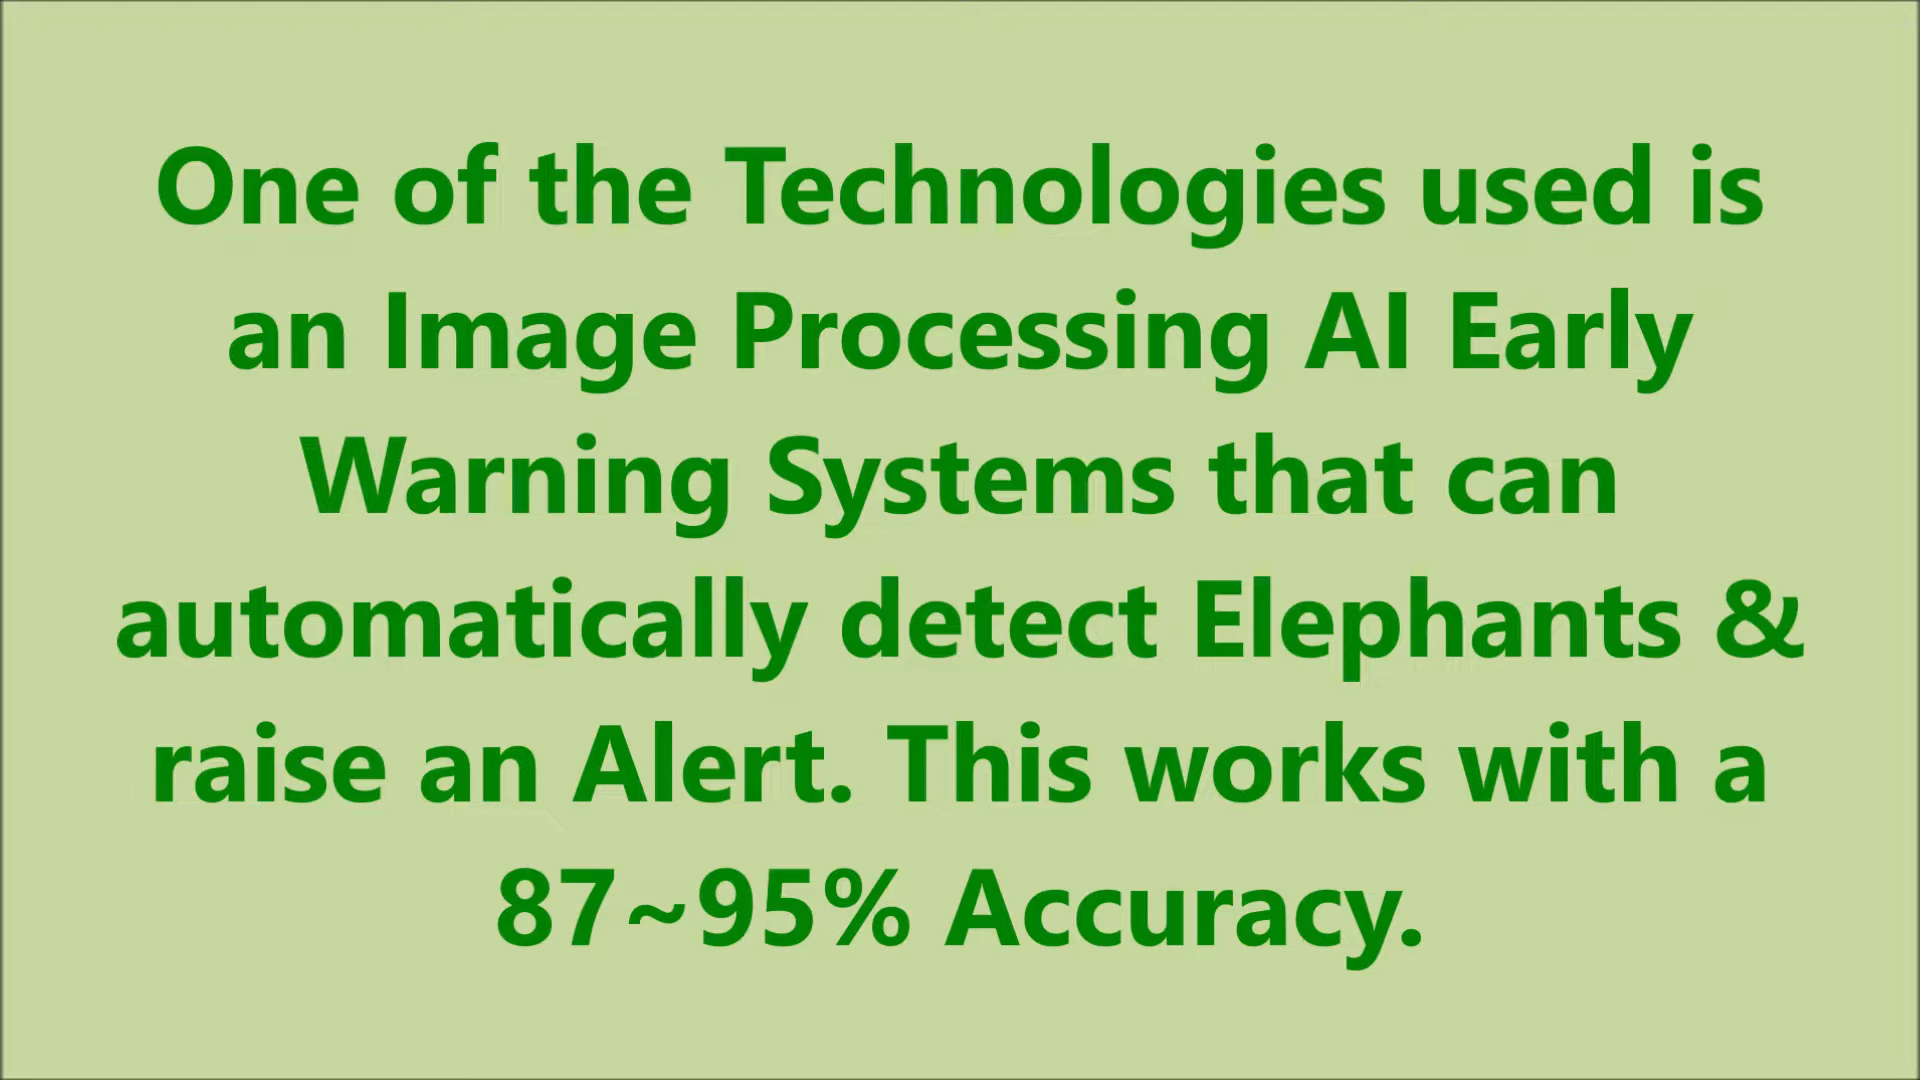 One of the Technologies used is
an Image Processing AI Early
Warning Systems that can
automatically detect Elephants &
raise an Alert. This works with a
87~95% Accuracy.